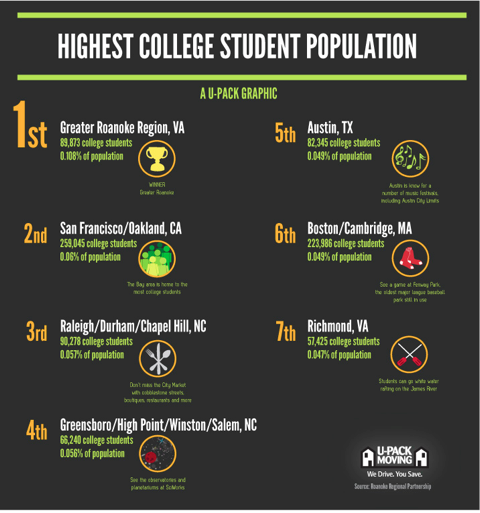 HIGHEST COLLEGE STUDENT POPULATION
A U-PACK GRAPHIC
1st
Greater Roanoke Region, VA
89,873 college students
0.108% of population
WINNER
Greater Roanoke
2nd
San Francisco/Oakland, CA
259,045 college students
0.06% of population
The Bay area is home to the
most college students
3rd
Raleigh/Durham/Chapel Hill, NC
90,278 college students
0.057% of population
Don't miss the City Market
with cobblestone streets,
boutiques, restaurants and more
4th
Greensboro/High Point/Winston/Salem, NC
66,240 college students
0.056% of population
See the observatories and
planetariums at SciWorks
5th
Austin, TX
82,345 college students
0.049% of population
Austin is know for a
number of music festivals,
including Austin City Limits
6th
Boston/Cambridge, MA
223,986 college students
0.049% of population
See a game at Fenway Park,
the oldest major league baseball
park still in use
7th
Richmond, VA
57,425 college students
0.047% of population
Students can go white water
rafting on the James River
U-PACK
MOVING
We Drive, You Save.
Source: Roanoke Regional Partnership